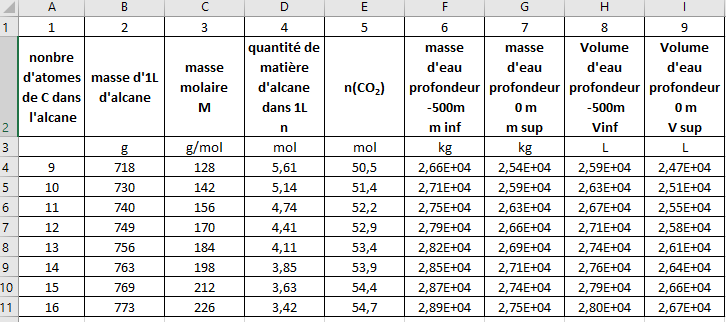 A B C D E F G H I
1 1 2 3 4 5 6 7 8 9
2 nonbre d'atomes de C dans l'alcane masse d'1L d'alcane masse molaire M quantité de matière d'alcane dans 1L n n(CO₂) masse d'eau profondeur -500m m inf masse d'eau profondeur 0 m m sup Volume d'eau profondeur -500m Vinf Volume d'eau profondeur 0 m V sup
3 g g/mol mol mol kg kg L L
4 9 718 128 5,61 50,5 2,66E+04 2,54E+04 2,59E+04 2,47E+04
5 10 730 142 5,14 51,4 2,71E+04 2,59E+04 2,63E+04 2,51E+04
6 11 740 156 4,74 52,2 2,75E+04 2,63E+04 2,67E+04 2,55E+04
7 12 749 170 4,41 52,9 2,79E+04 2,66E+04 2,71E+04 2,58E+04
8 13 756 184 4,11 53,4 2,82E+04 2,69E+04 2,74E+04 2,61E+04
9 14 763 198 3,85 53,9 2,85E+04 2,71E+04 2,76E+04 2,64E+04
10 15 769 212 3,63 54,4 2,87E+04 2,74E+04 2,79E+04 2,66E+04
11 16 773 226 3,42 54,7 2,89E+04 2,75E+04 2,80E+04 2,67E+04